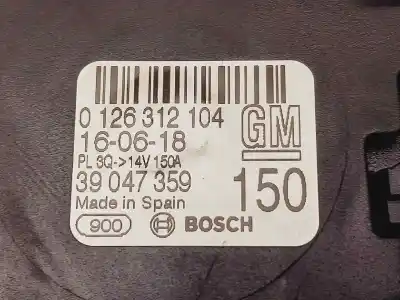 0 126 312 104
16-06-18
GM
PL 3Q->14V 150A
39 047 359
150
Made in Spain
900
BOSCH